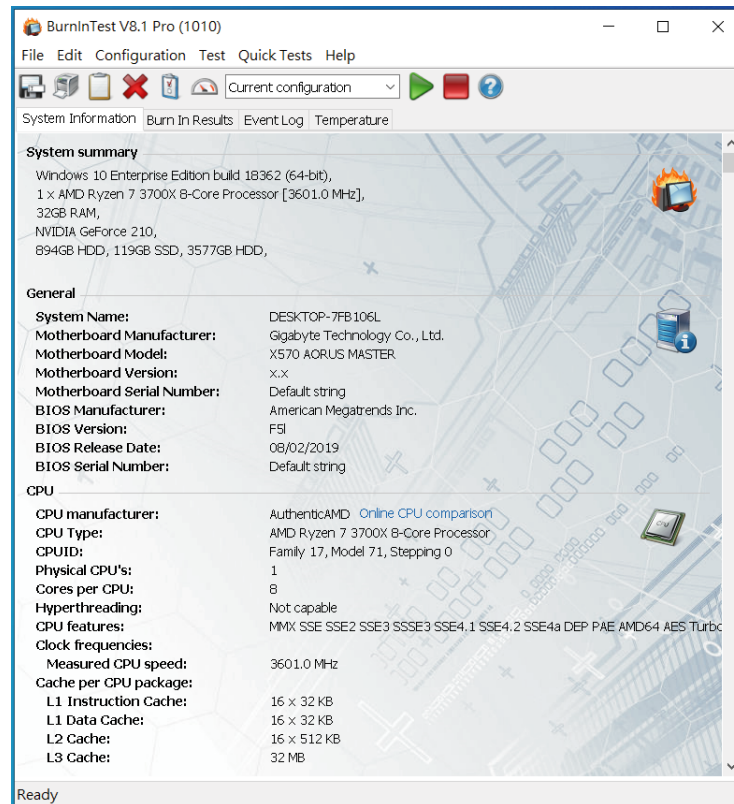 BurnInTest V8.1 Pro (1010)
File Edit Configuration Test Quick Tests Help
Current configuration
System Information Burn In Results Event Log Temperature
System summary
Windows 10 Enterprise Edition build 18362 (64-bit),
1 x AMD Ryzen 7 3700X 8-Core Processor [3601.0 MHz],
32GB RAM,
NVIDIA GeForce 210,
894GB HDD, 119GB SSD, 3577GB HDD,
General
System Name: DESKTOP-7FB106L
Motherboard Manufacturer: Gigabyte Technology Co., Ltd.
Motherboard Model: X570 AORUS MASTER
Motherboard Version: x.x
Motherboard Serial Number: Default string
BIOS Manufacturer: American Megatrends Inc.
BIOS Version: F5l
BIOS Release Date: 08/02/2019
BIOS Serial Number: Default string
CPU
CPU manufacturer: AuthenticAMD Online CPU comparison
CPU Type: AMD Ryzen 7 3700X 8-Core Processor
CPUID: Family 17, Model 71, Stepping 0
Physical CPU's: 1
Cores per CPU: 8
Hyperthreading: Not capable
CPU features: MMX SSE SSE2 SSE3 SSSE3 SSE4.1 SSE4.2 SSE4a DEP PAE AMD64 AES Turbo
Clock frequencies:
Measured CPU speed: 3601.0 MHz
Cache per CPU package:
L1 Instruction Cache: 16 x 32 KB
L1 Data Cache: 16 x 32 KB
L2 Cache: 16 x 512 KB
L3 Cache: 32 MB
Ready